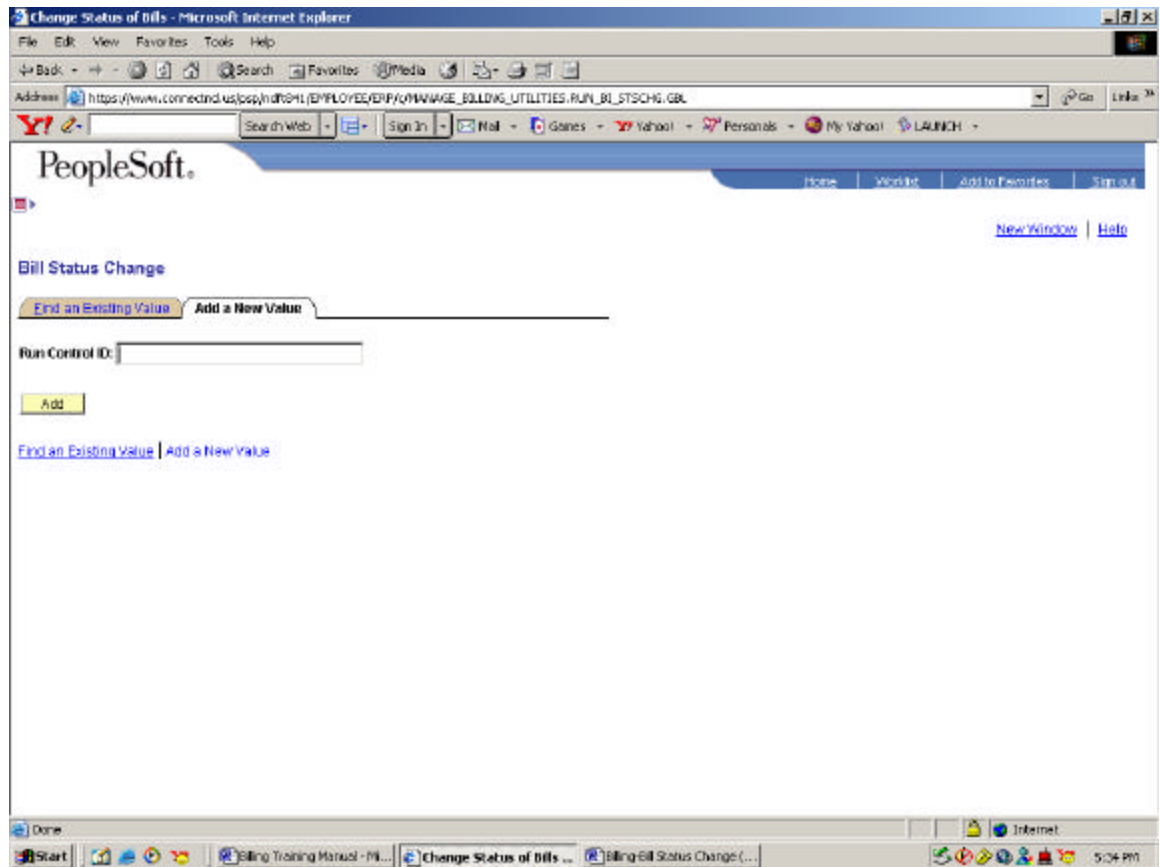 Change Status of Bills - Microsoft Internet Explorer
File Edit View Favorites Tools Help
Back Search Favorites Media
Address https://www.connectnd.us/psp/ndft841/EMPLOYEE/ERP/c/MANAGE_BILLING_UTILITIES.RUN_BI_STSCHG.GBL Go Links »
Y! Search Web Sign In Mail Games Yahoo! Personals My Yahoo! LAUNCH
PeopleSoft.
Home Worklist Add to Favorites Sign out
New Window | Help
Bill Status Change
Find an Existing Value Add a New Value
Run Control ID:
Add
Find an Existing Value | Add a New Value
Done Internet
Start Billing Training Manual - Mi... Change Status of Bills ... Billing-Bill Status Change (... 5:34 PM